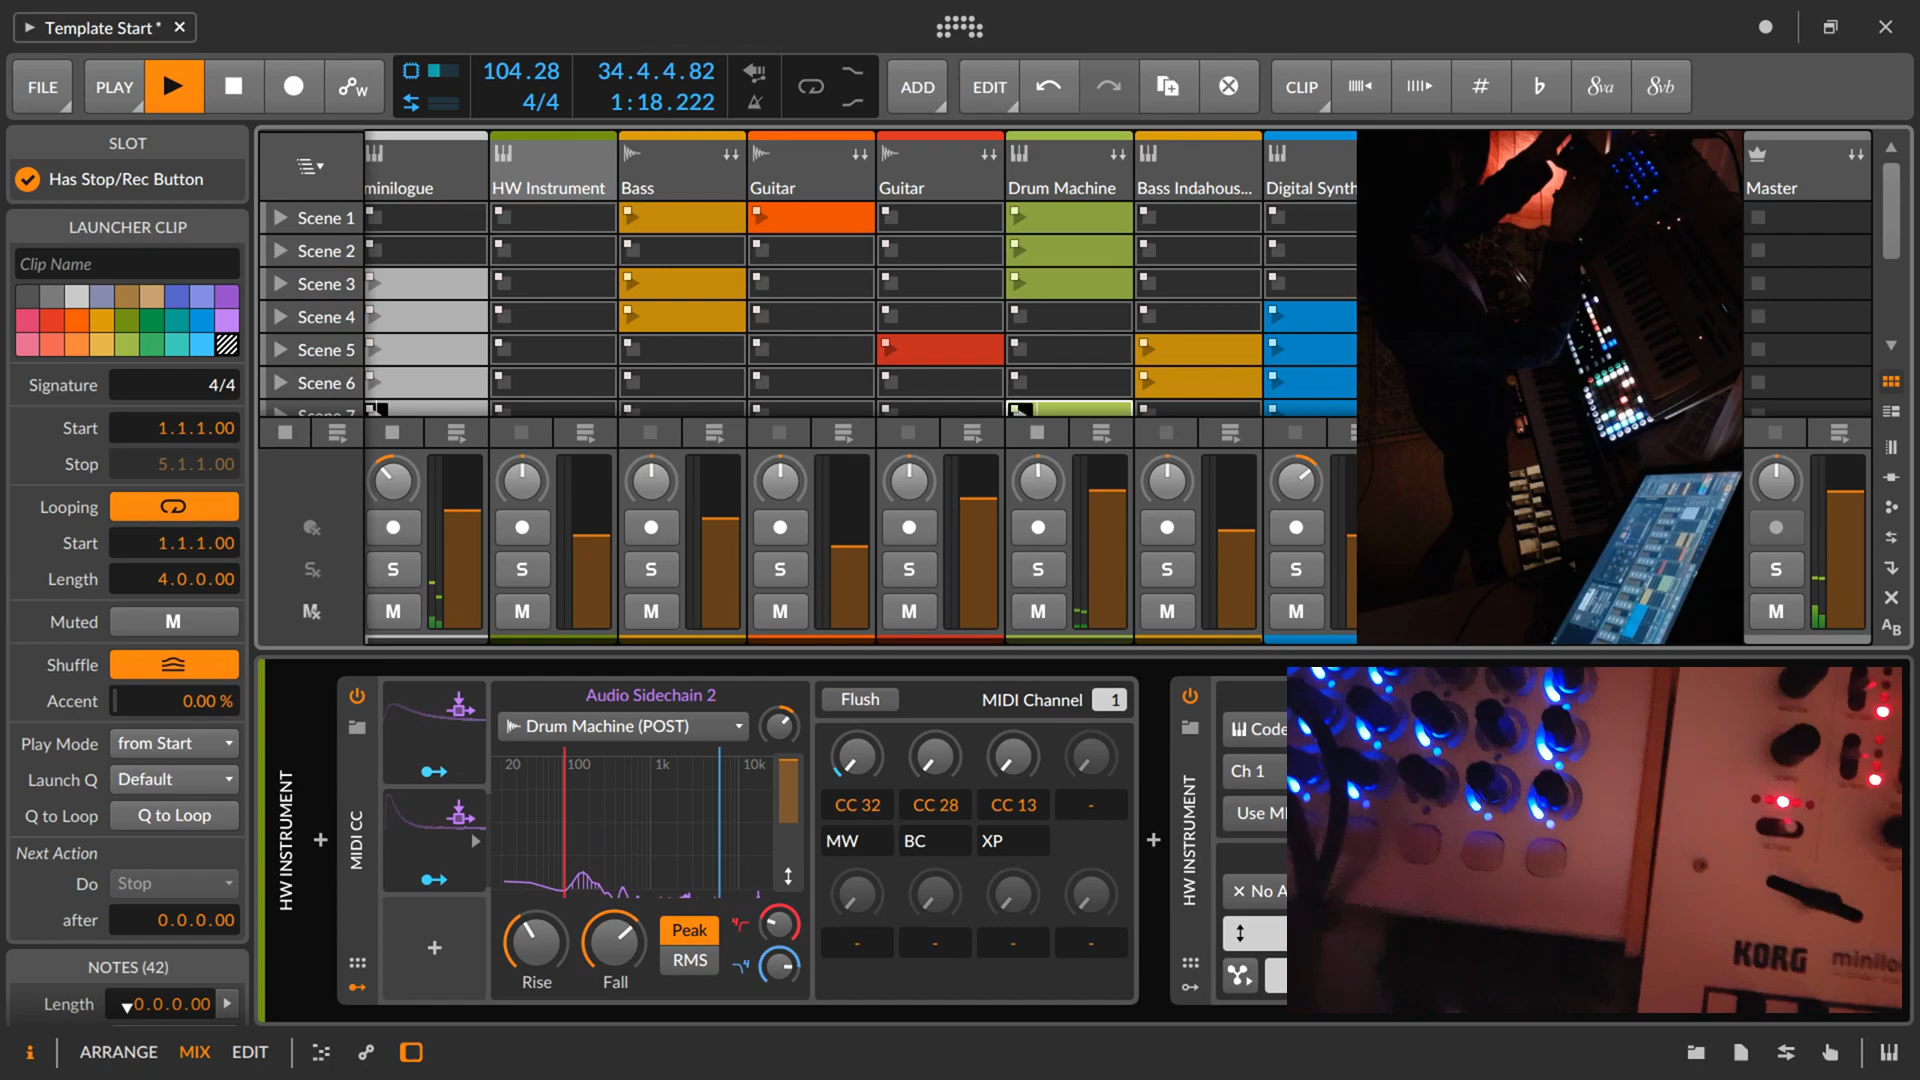 Template Start*
FILE
PLAY
104.28
4/4
34.4.4.82
1:18.222
ADD
EDIT
CLIP
#
♭
8va
8vb
SLOT
Has Stop/Rec Button
LAUNCHER CLIP
Clip Name
Signature 4/4
Start 1.1.1.00
Stop 5.1.1.00
Looping
Start 1.1.1.00
Length 4.0.0.00
Muted M
Shuffle
Accent 0.00 %
Play Mode from Start
Launch Q Default
Q to Loop Q to Loop
Next Action
Do Stop
after 0.0.0.00
NOTES (42)
Length 0.0.0.00
minilogue
HW Instrument
Bass
Guitar
Guitar
Drum Machine
Bass Indahous...
Digital Synth
Master
Scene 1
Scene 2
Scene 3
Scene 4
Scene 5
Scene 6
Scene 7
S S S S S S S S S
M M M M M M M M M
HW INSTRUMENT
MIDI CC
Audio Sidechain 2
Drum Machine (POST)
20 100 1k 10k
Rise
Fall
Peak
RMS
Flush
MIDI Channel 1
CC 32 CC 28 CC 13 -
MW BC XP
- - - -
HW INSTRUMENT
Code
Ch 1
Use MI
× No A
KORG minilo
ARRANGE MIX EDIT